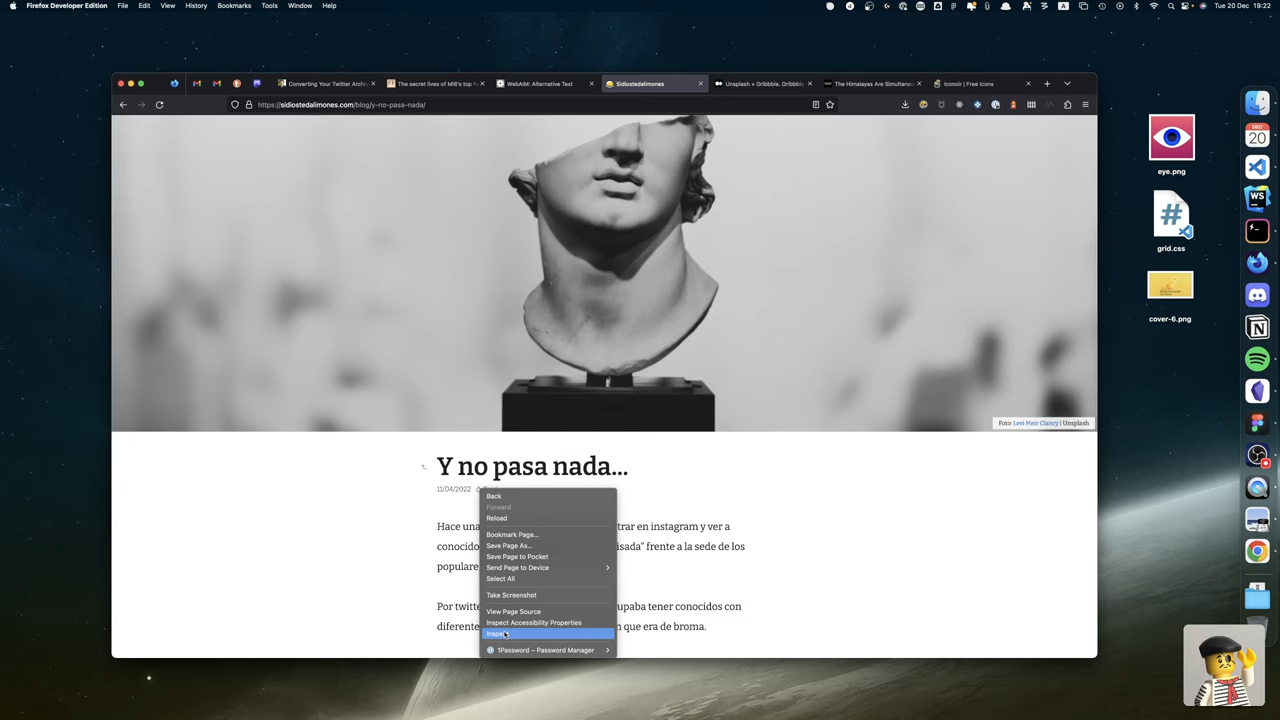 Firefox Developer Edition File Edit View History Bookmarks Tools Window Help
Tue 20 Dec 19:22
Converting Your Twitter Archi
The secret lives of MI6's top f
WebAIM: Alternative Text
Sidiostedalimones
Unsplash + Dribbble. Dribbble
The Himalayas Are Simultane
Iconoir | Free Icons
https://sidiostedalimones.com/blog/y-no-pasa-nada/
Foto: Levi Meir Clancy | Unsplash
Y no pasa nada...
11/04/2022
Hace una
trar en instagram y ver a
conocido
isada" frente a la sede de los
populare
Por twitte
upaba tener conocidos con
diferente
n que era de broma.
Back
Forward
Reload
Bookmark Page...
Save Page As...
Save Page to Pocket
Send Page to Device
Select All
Take Screenshot
View Page Source
Inspect Accessibility Properties
Inspect
1Password – Password Manager
eye.png
#
grid.css
cover-6.png
DEC
20
WS